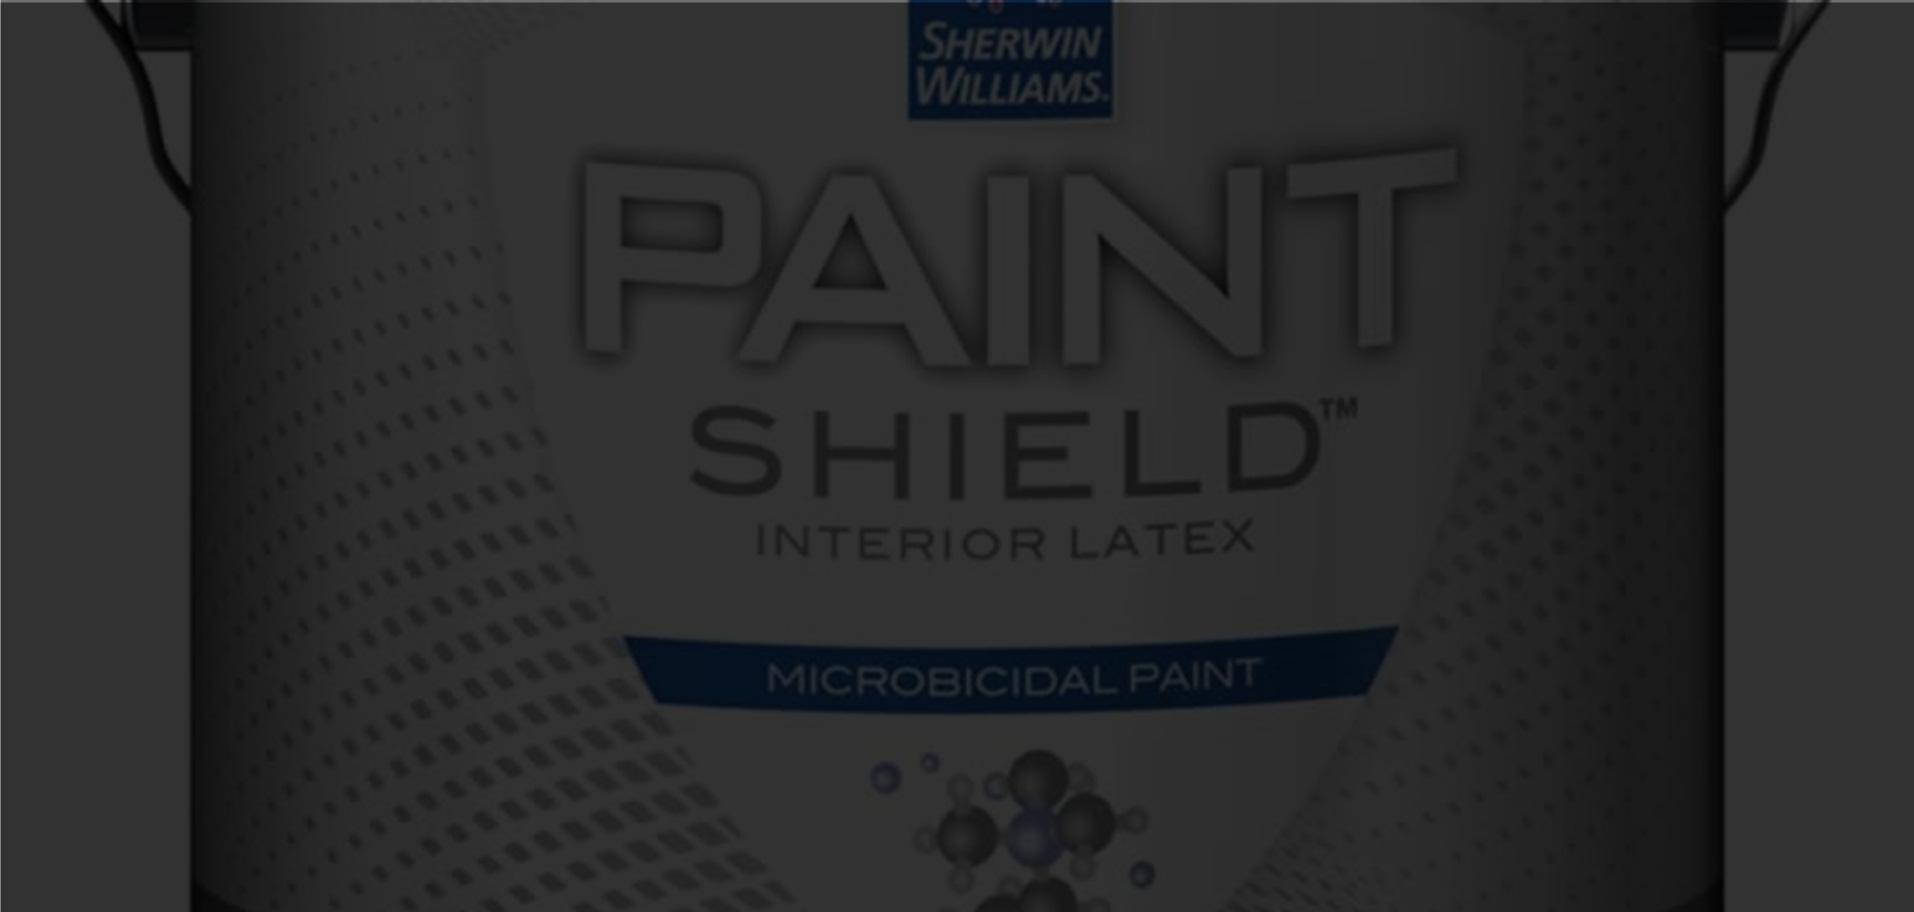 SHERWIN
WILLIAMS.
PAINT
SHIELD™
INTERIOR LATEX
MICROBICIDAL PAINT